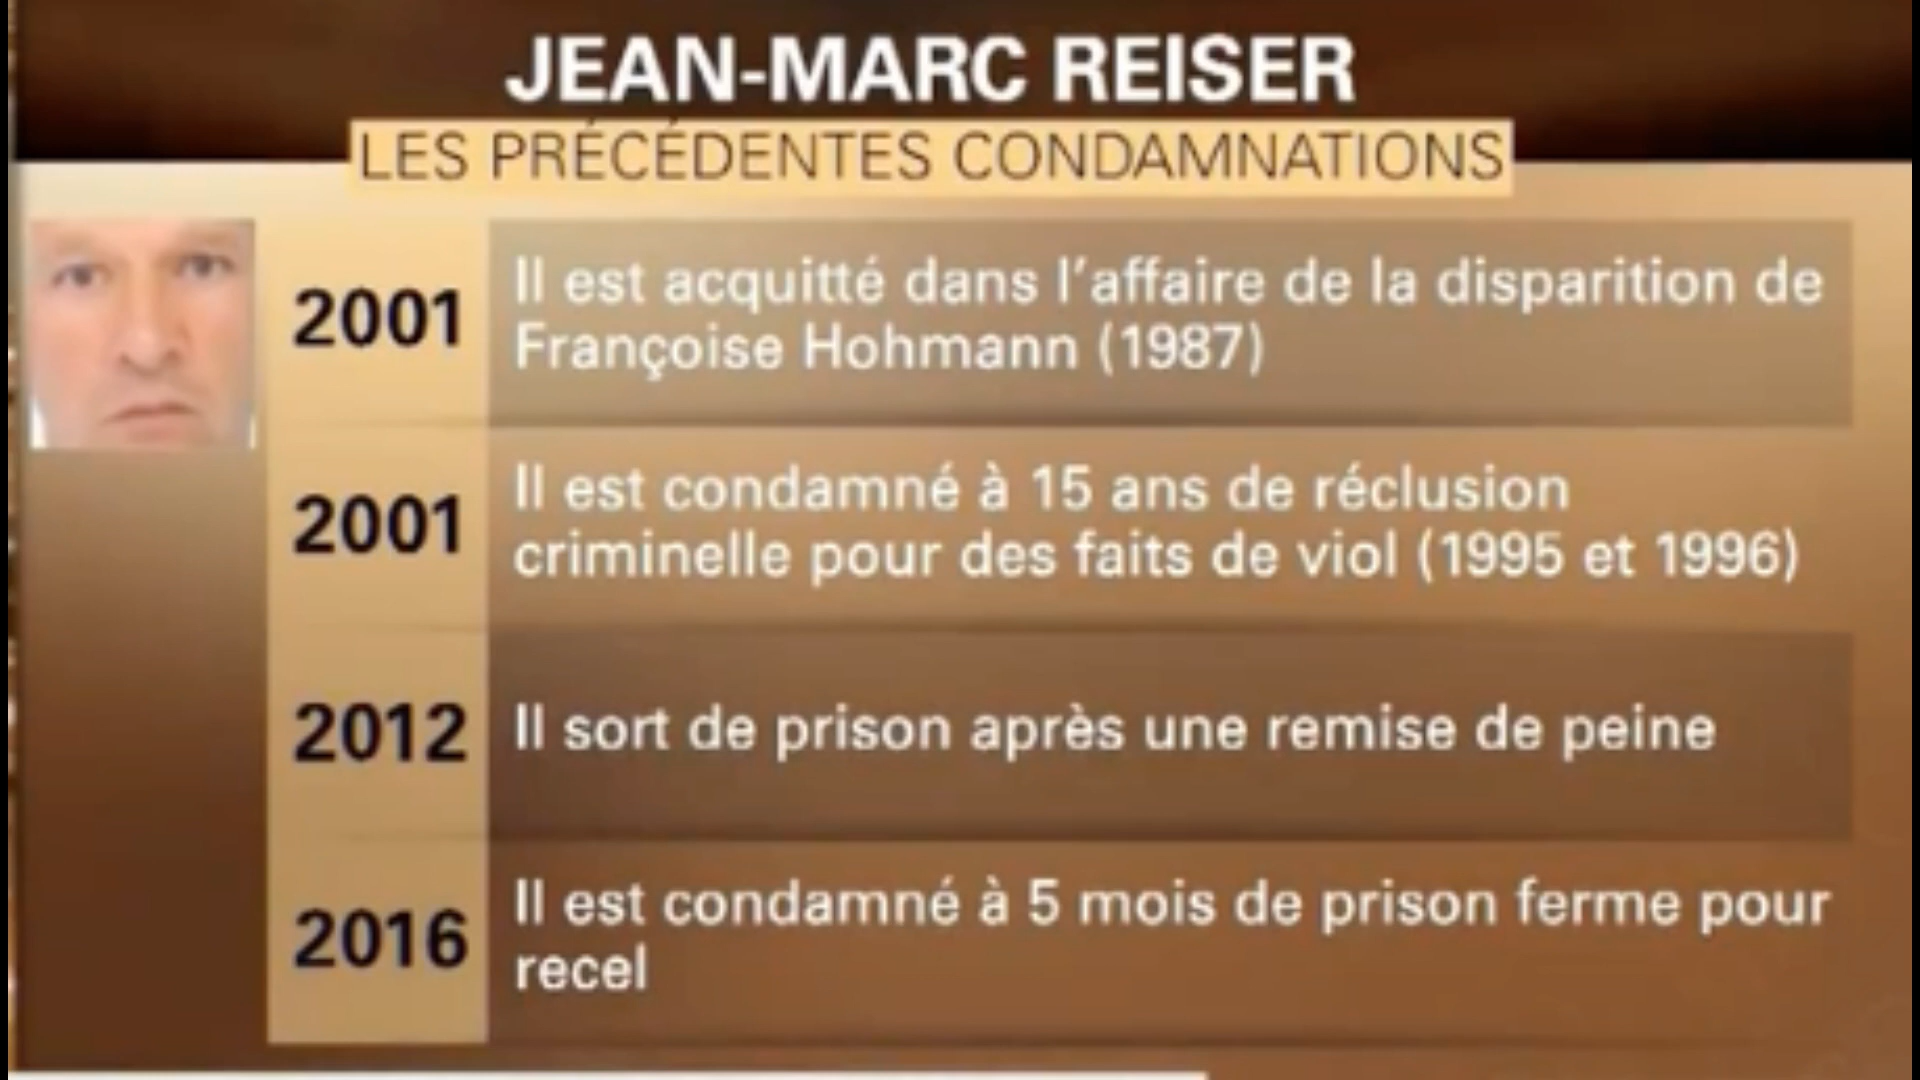 JEAN-MARC REISER
LES PRÉCÉDENTES CONDAMNATIONS
2001
Il est acquitté dans l'affaire de la disparition de
Françoise Hohmann (1987)
2001
Il est condamné à 15 ans de réclusion
criminelle pour des faits de viol (1995 et 1996)
2012
Il sort de prison après une remise de peine
2016
Il est condamné à 5 mois de prison ferme pour
recel